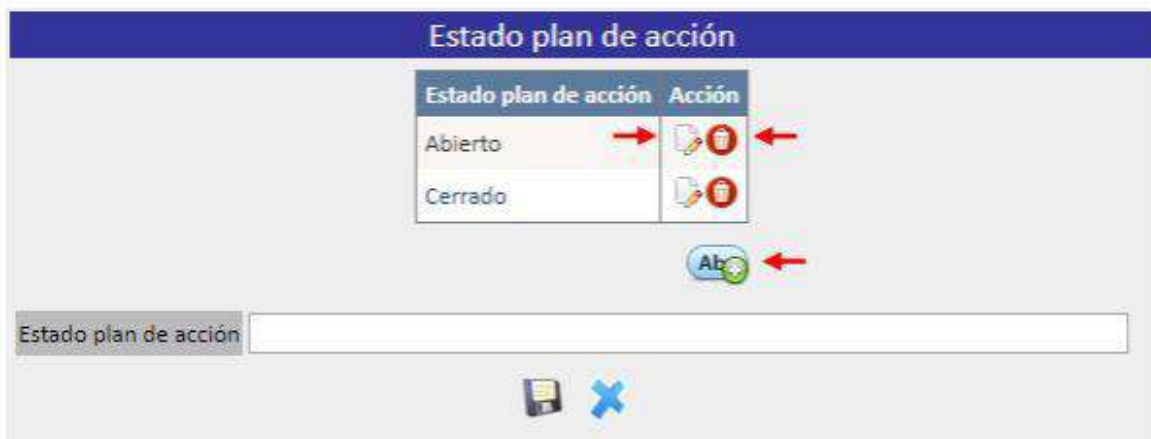 Estado plan de acción
Estado plan de acción Acción
Abierto
Cerrado
Ab
Estado plan de acción